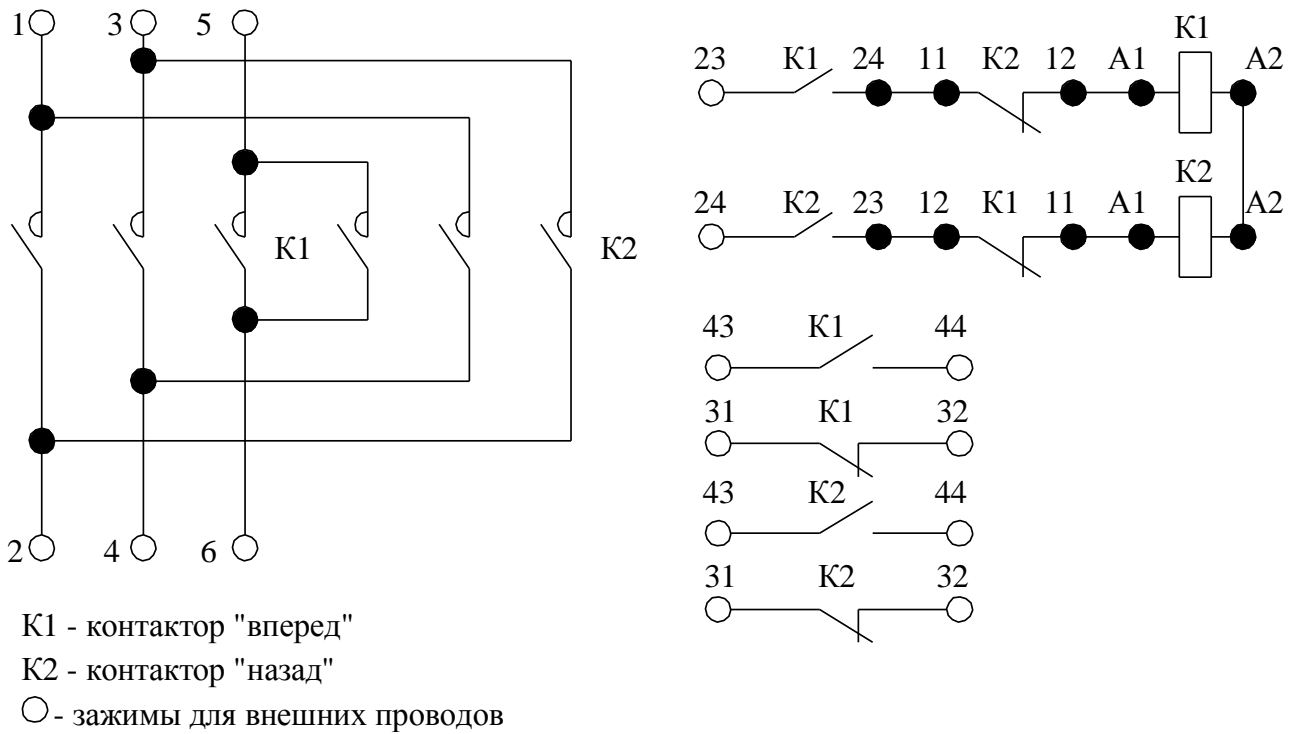 1 3 5
К1 К2
2 4 6
К1
23 К1 24 11 К2 12 А1 А2
К2
24 К2 23 12 К1 11 А1 А2
43 К1 44
31 К1 32
43 К2 44
31 К2 32
К1 - контактор "вперед"
К2 - контактор "назад"
- зажимы для внешних проводов